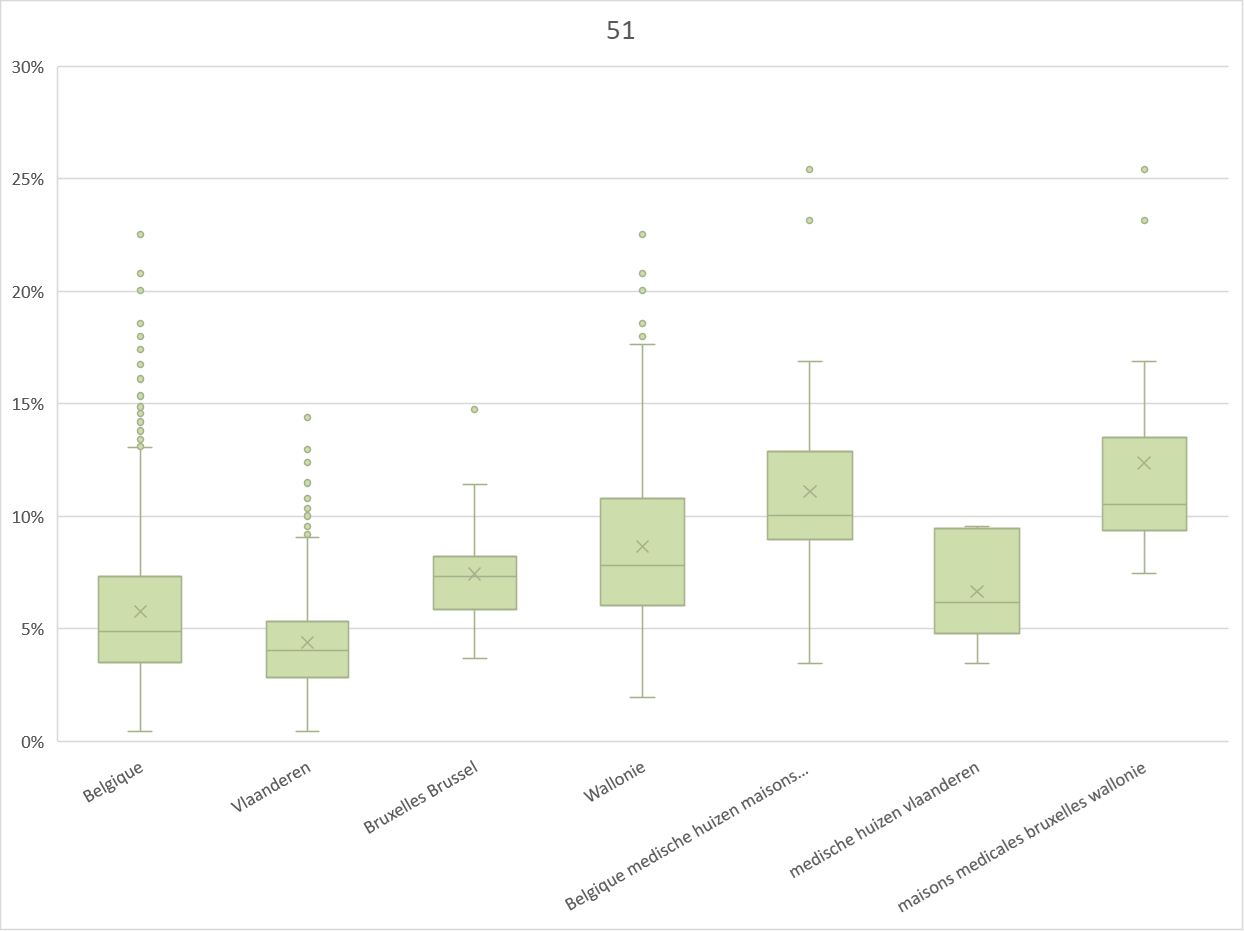 51
30%
25%
20%
15%
10%
5%
0%
Belgique
Vlaanderen
Bruxelles Brussel
Wallonie
Belgique medische huizen maisons...
medische huizen vlaanderen
maisons medicales bruxelles wallonie